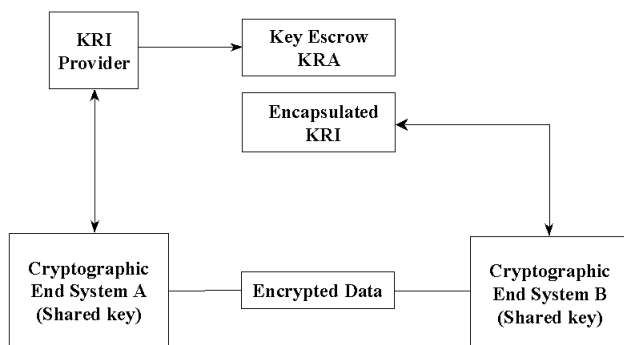 KRI
Provider
Key Escrow
KRA
Encapsulated
KRI
Cryptographic
End System A
(Shared key)
Encrypted Data
Cryptographic
End System B
(Shared key)